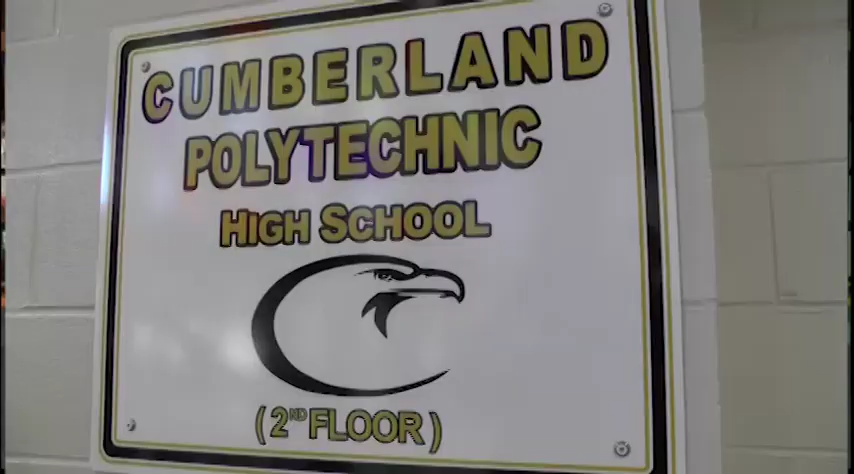 CUMBERLAND
POLYTECHNIC
HIGH SCHOOL
(2ND FLOOR)